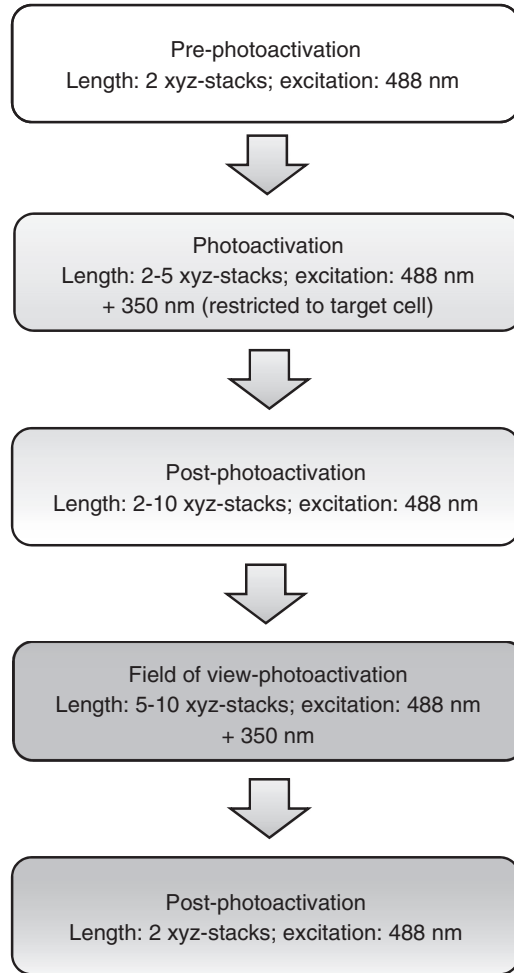 Pre-photoactivation
Length: 2 xyz-stacks; excitation: 488 nm
Photoactivation
Length: 2-5 xyz-stacks; excitation: 488 nm
+ 350 nm (restricted to target cell)
Post-photoactivation
Length: 2-10 xyz-stacks; excitation: 488 nm
Field of view-photoactivation
Length: 5-10 xyz-stacks; excitation: 488 nm
+ 350 nm
Post-photoactivation
Length: 2 xyz-stacks; excitation: 488 nm